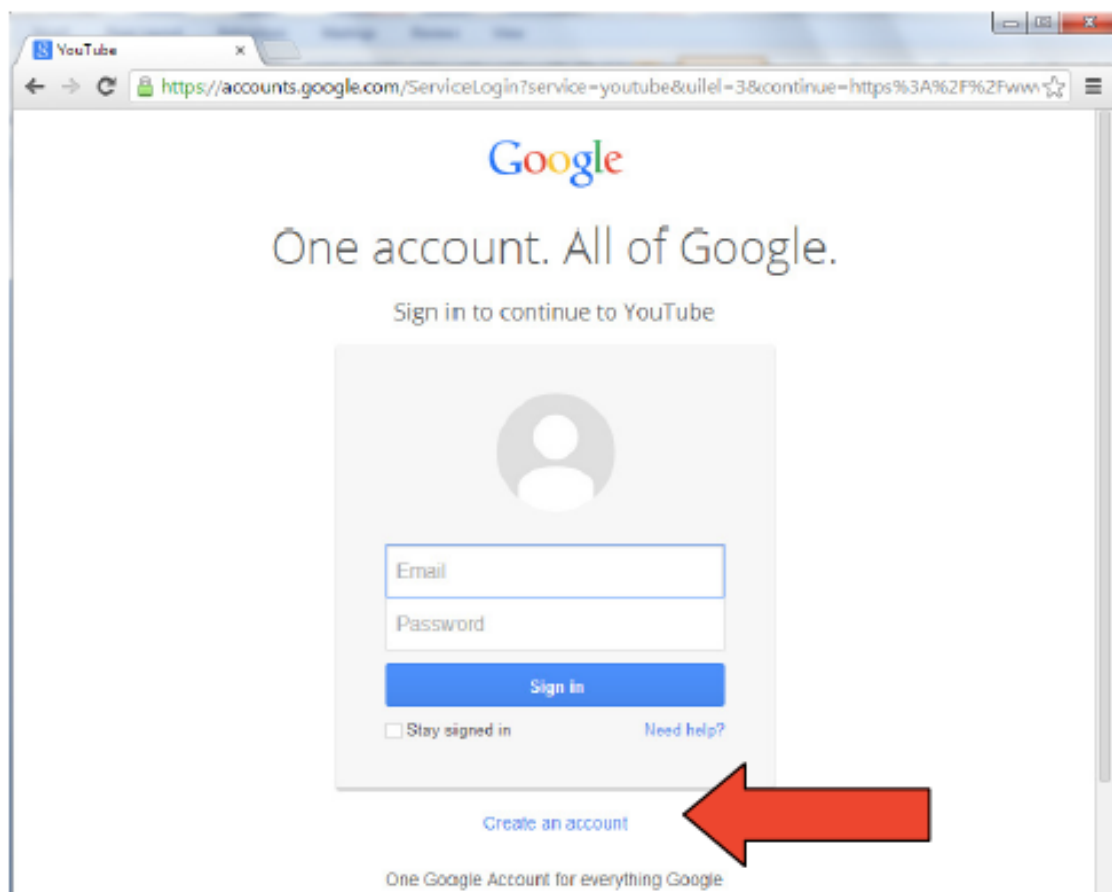 YouTube
https://accounts.google.com/ServiceLogin?service=youtube&uilel=3&continue=https%3A%2F%2Fwww
Google
One account. All of Google.
Sign in to continue to YouTube
Email
Password
Sign in
Stay signed in Need help?
Create an account
One Google Account for everything Google